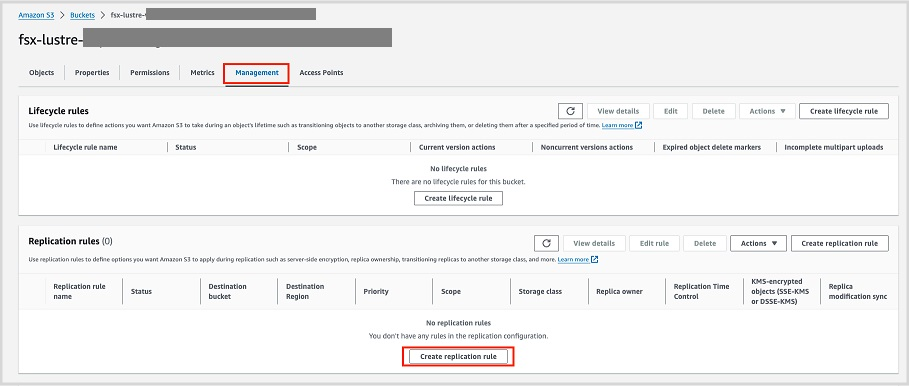 Amazon S3 > Buckets > fsx-lustre-
fsx-lustre-
Objects Properties Permissions Metrics Management Access Points
Lifecycle rules View details Edit Delete Actions Create lifecycle rule
Use lifecycle rules to define actions you want Amazon S3 to take during an object's lifetime such as transitioning objects to another storage class, archiving them, or deleting them after a specified period of time. Learn more
Lifecycle rule name Status Scope Current version actions Noncurrent versions actions Expired object delete markers Incomplete multipart uploads
No lifecycle rules
There are no lifecycle rules for this bucket.
Create lifecycle rule
Replication rules (0) View details Edit rule Delete Actions Create replication rule
Use replication rules to define options you want Amazon S3 to apply during replication such as server-side encryption, replica ownership, transitioning replicas to another storage class, and more. Learn more
Replication rule name Status Destination bucket Destination Region Priority Scope Storage class Replica owner Replication Time Control KMS-encrypted objects (SSE-KMS or DSSE-KMS) Replica modification sync
No replication rules
You don't have any rules in the replication configuration.
Create replication rule